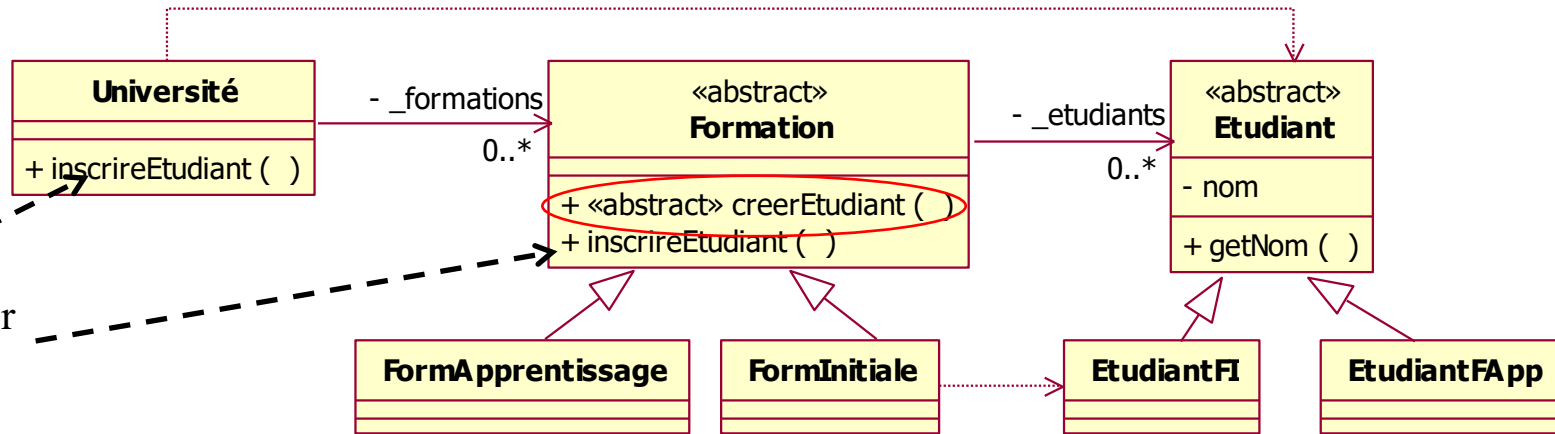 Université
+ inscrireEtudiant ( )
- _formations
0..*
«abstract»
Formation
+ «abstract» creerEtudiant ( )
+ inscrireEtudiant ( )
- _etudiants
0..*
«abstract»
Etudiant
- nom
+ getNom ( )
r
FormApprentissage
FormInitiale
EtudiantFI
EtudiantFApp